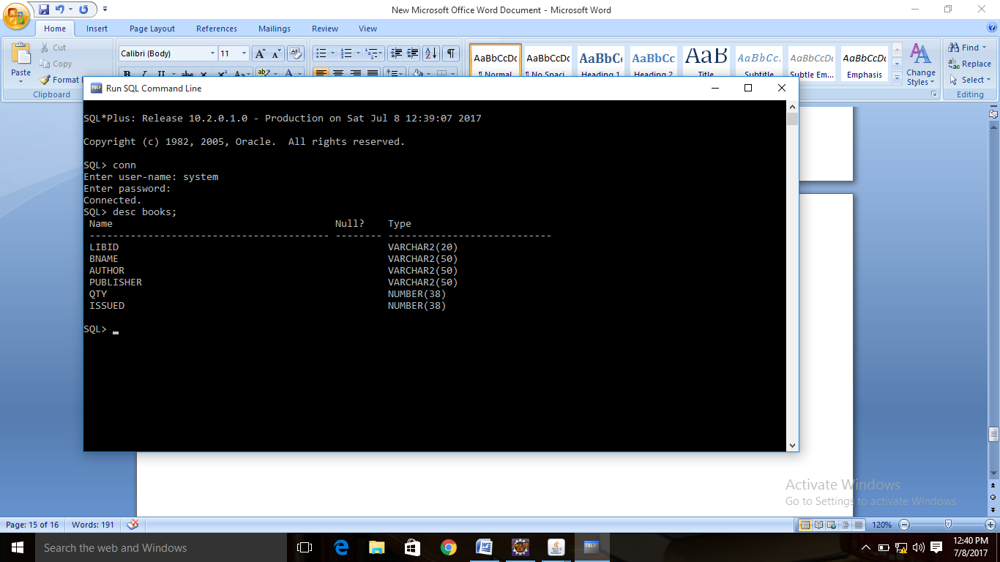 New Microsoft Office Word Document - Microsoft Word
Home Insert Page Layout References Mailings Review View
Cut
Copy
Format
Paste
Clipboard
Calibri (Body) 11
AaBbCcDc AaBbCcDc AaBbC AaBbCc AaB AaBbCc. AaBbCcDc AaBbCcDc
¶ Normal ¶ No Spaci... Heading 1 Heading 2 Title Subtitle Subtle Em... Emphasis
Change
Styles
Find
Replace
Select
Editing
Run SQL Command Line
SQL*Plus: Release 10.2.0.1.0 - Production on Sat Jul 8 12:39:07 2017
Copyright (c) 1982, 2005, Oracle.  All rights reserved.
SQL> conn
Enter user-name: system
Enter password:
Connected.
SQL> desc books;
Name Null? Type
----------------------------------------- -------- ----------------------------
LIBID VARCHAR2(20)
BNAME VARCHAR2(50)
AUTHOR VARCHAR2(50)
PUBLISHER VARCHAR2(50)
QTY NUMBER(38)
ISSUED NUMBER(38)
SQL> _
Activate Windows
Go to Settings to activate Windows.
Page: 15 of 16 Words: 191 120%
Search the web and Windows
12:40 PM
7/8/2017